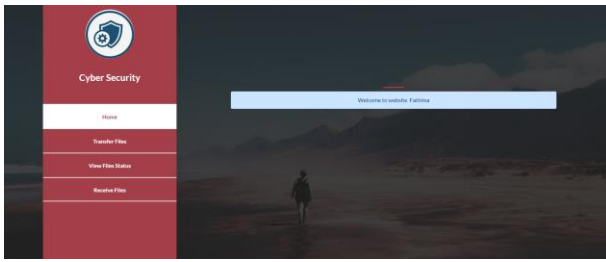 Cyber Security
Welcome to website Fathima
Home
Transfer Files
View Files Status
Receive Files